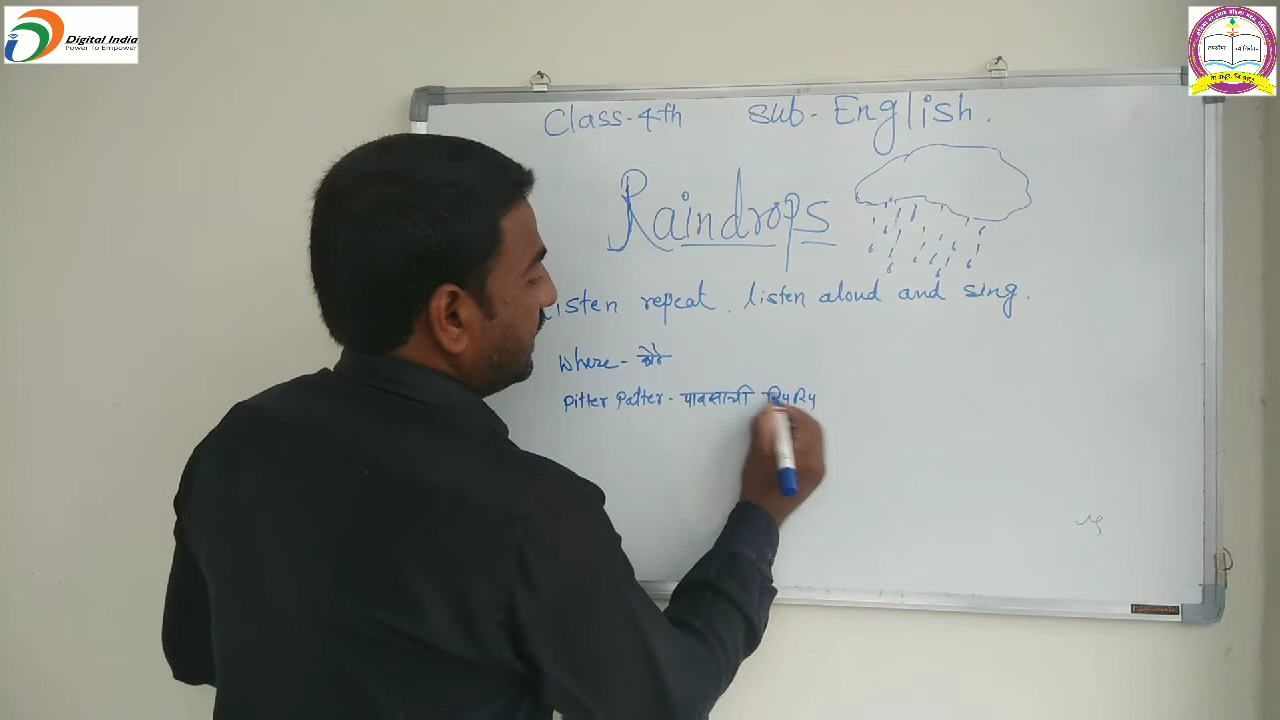 Digital India
Power To Empower
Class-4th Sub- English.
Raindrops
Listen repeat. listen aloud and sing.
Where -
Pitter Patter - पावसाची रिपरिप